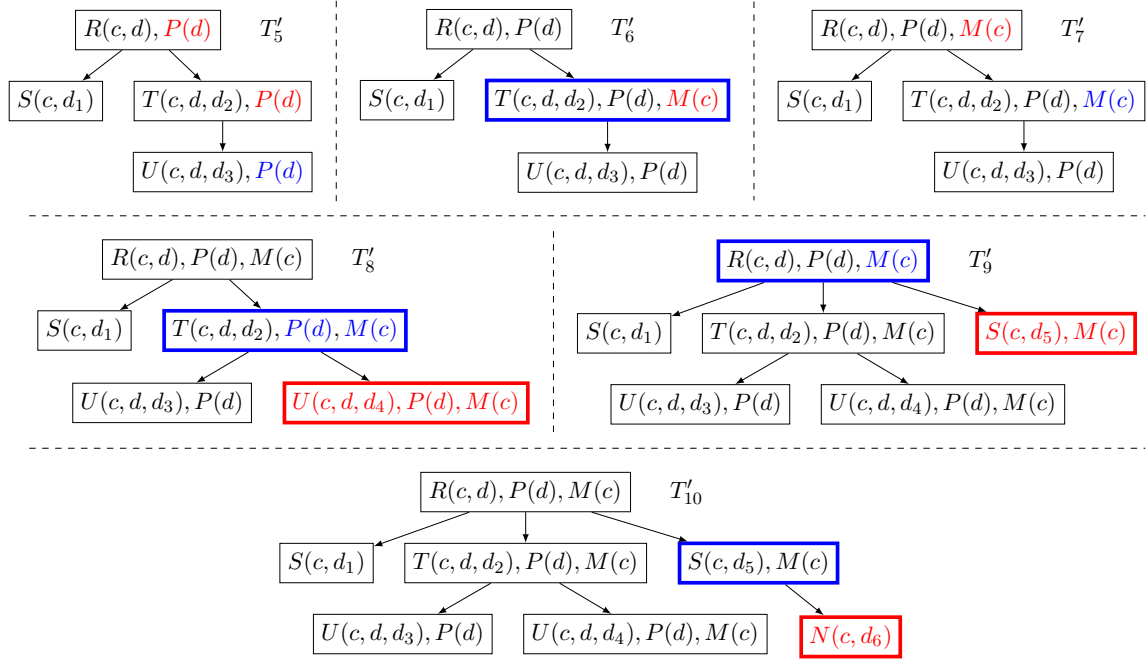 R(c, d), P(d) T′₅
S(c, d₁) T(c, d, d₂), P(d)
U(c, d, d₃), P(d)
R(c, d), P(d) T′₆
S(c, d₁) T(c, d, d₂), P(d), M(c)
U(c, d, d₃), P(d)
R(c, d), P(d), M(c) T′₇
S(c, d₁) T(c, d, d₂), P(d), M(c)
U(c, d, d₃), P(d)
R(c, d), P(d), M(c) T′₈
S(c, d₁) T(c, d, d₂), P(d), M(c)
U(c, d, d₃), P(d) U(c, d, d₄), P(d), M(c)
R(c, d), P(d), M(c) T′₉
S(c, d₁) T(c, d, d₂), P(d), M(c) S(c, d₅), M(c)
U(c, d, d₃), P(d) U(c, d, d₄), P(d), M(c)
R(c, d), P(d), M(c) T′₁₀
S(c, d₁) T(c, d, d₂), P(d), M(c) S(c, d₅), M(c)
U(c, d, d₃), P(d) U(c, d, d₄), P(d), M(c) N(c, d₆)